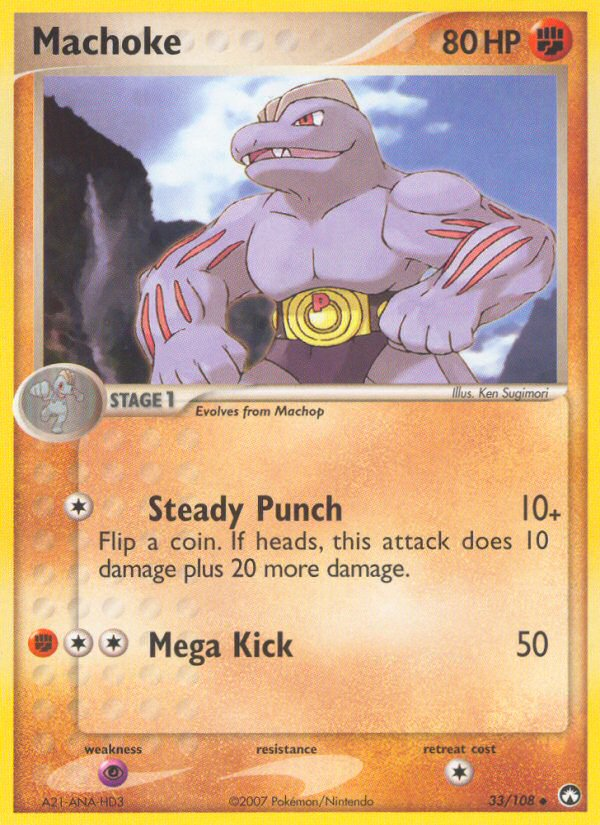 Machoke 80 HP
P
Illus. Ken Sugimori
STAGE 1
Evolves from Machop
Steady Punch 10+
Flip a coin. If heads, this attack does 10
damage plus 20 more damage.
Mega Kick 50
weakness resistance retreat cost
A21-ANA-HD3 ©2007 Pokémon/Nintendo 33/108